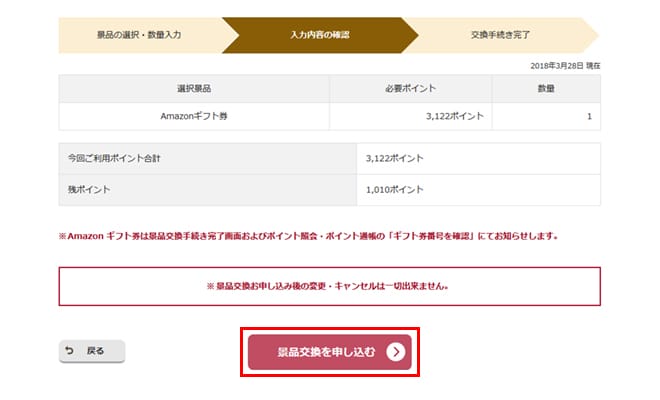 景品の選択・数量入力
入力内容の確認
交換手続き完了
2018年3月28日 現在
選択景品 必要ポイント 数量
Amazonギフト券 3,122ポイント 1
今回ご利用ポイント合計 3,122ポイント
残ポイント 1,010ポイント
※Amazon ギフト券は景品交換手続き完了画面およびポイント照会・ポイント通帳の「ギフト券番号を確認」にてお知らせします。
※景品交換お申し込み後の変更・キャンセルは一切出来ません。
戻る
景品交換を申し込む